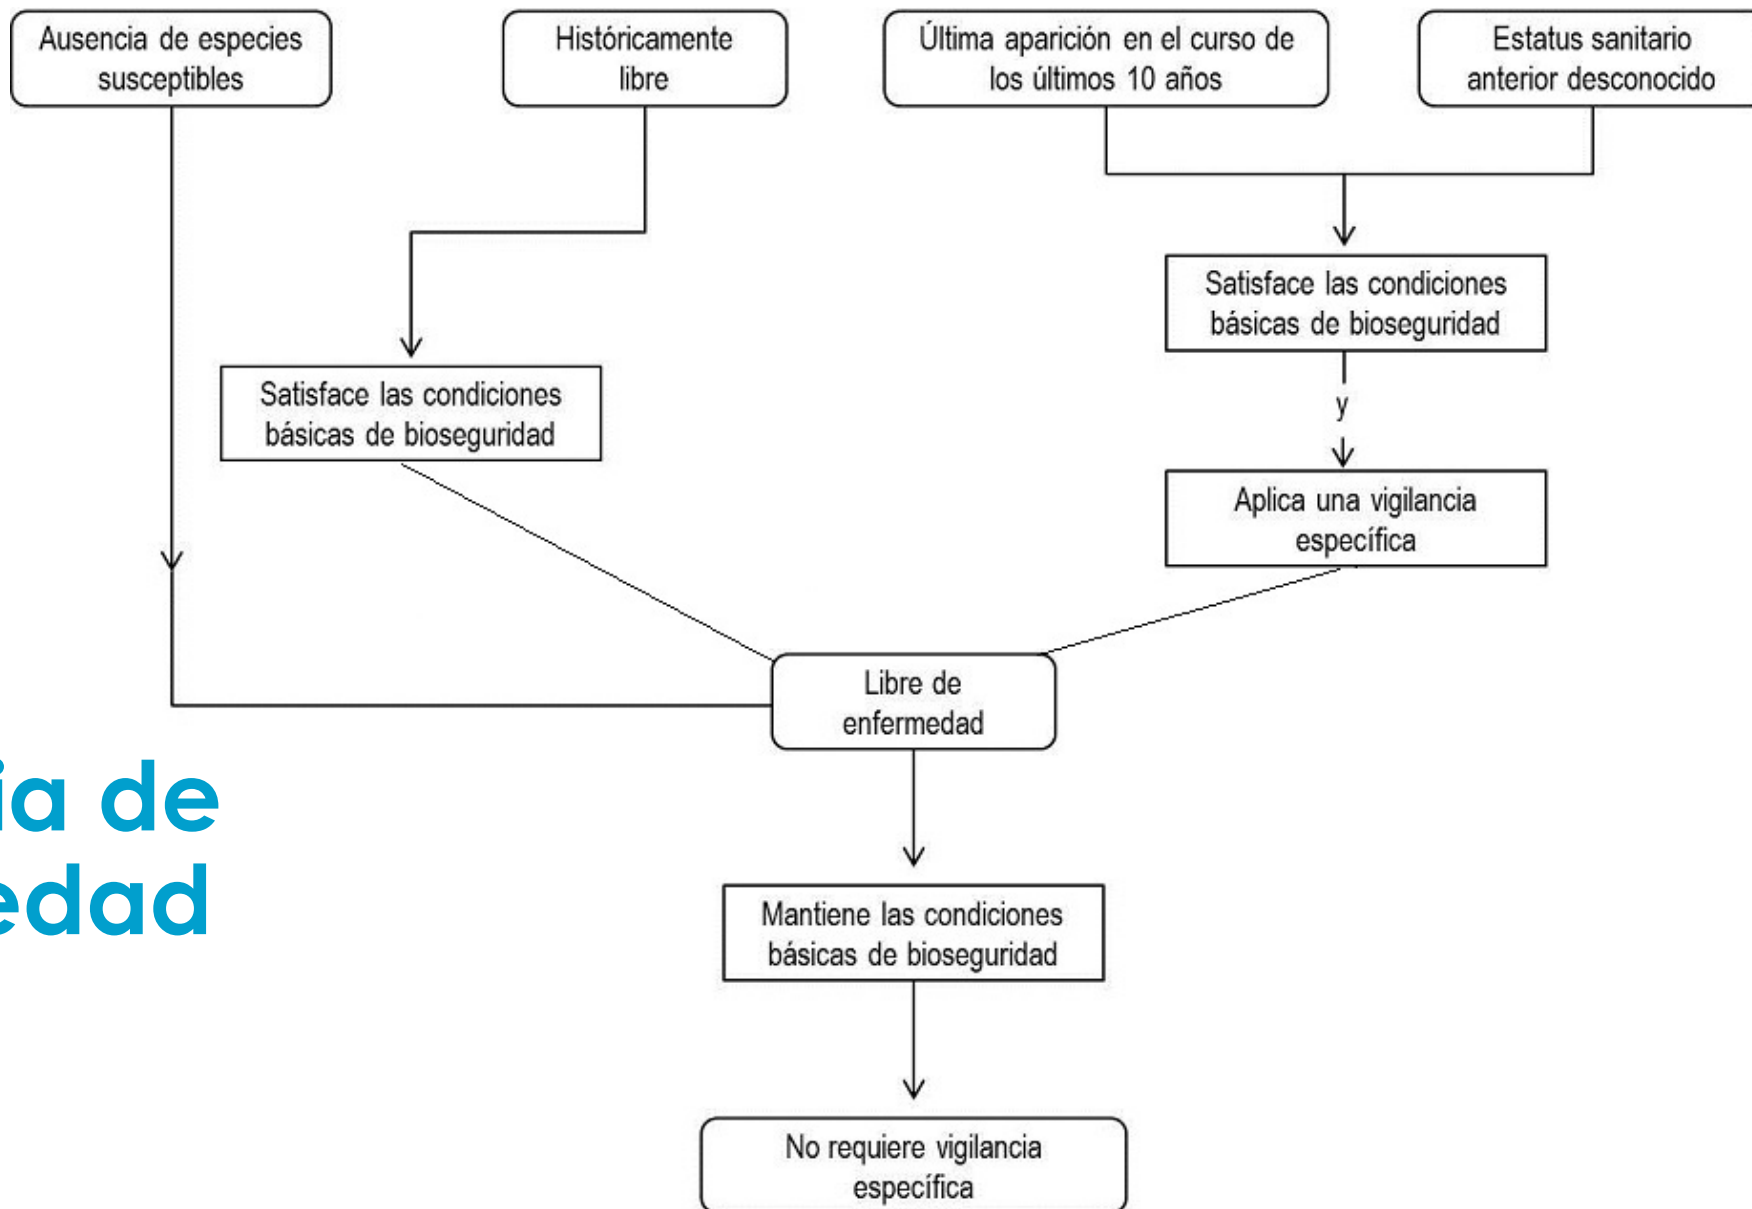 Ausencia de especies
susceptibles
Históricamente
libre
Última aparición en el curso de
los últimos 10 años
Estatus sanitario
anterior desconocido
Satisface las condiciones
básicas de bioseguridad
y
Aplica una vigilancia
específica
Satisface las condiciones
básicas de bioseguridad
Libre de
enfermedad
ia de
edad
Mantiene las condiciones
básicas de bioseguridad
No requiere vigilancia
específica